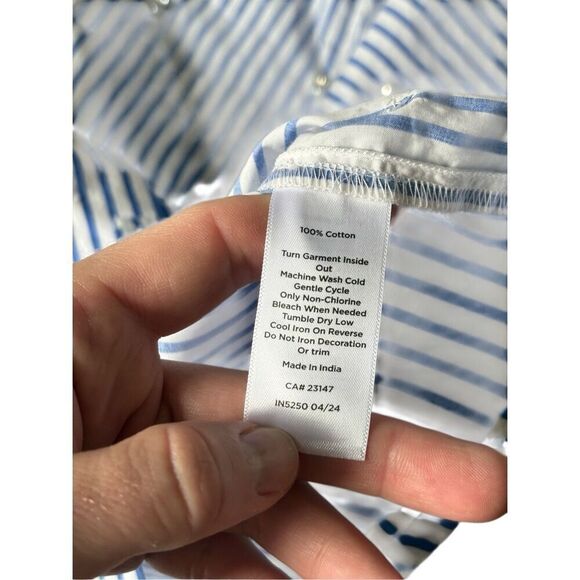 100% Cotton
Turn Garment Inside
Out
Machine Wash Cold
Gentle Cycle
Only Non-Chlorine
Bleach When Needed
Tumble Dry Low
Cool Iron On Reverse
Do Not Iron Decoration
Or trim
Made In India
CA# 23147
IN5250 04/24